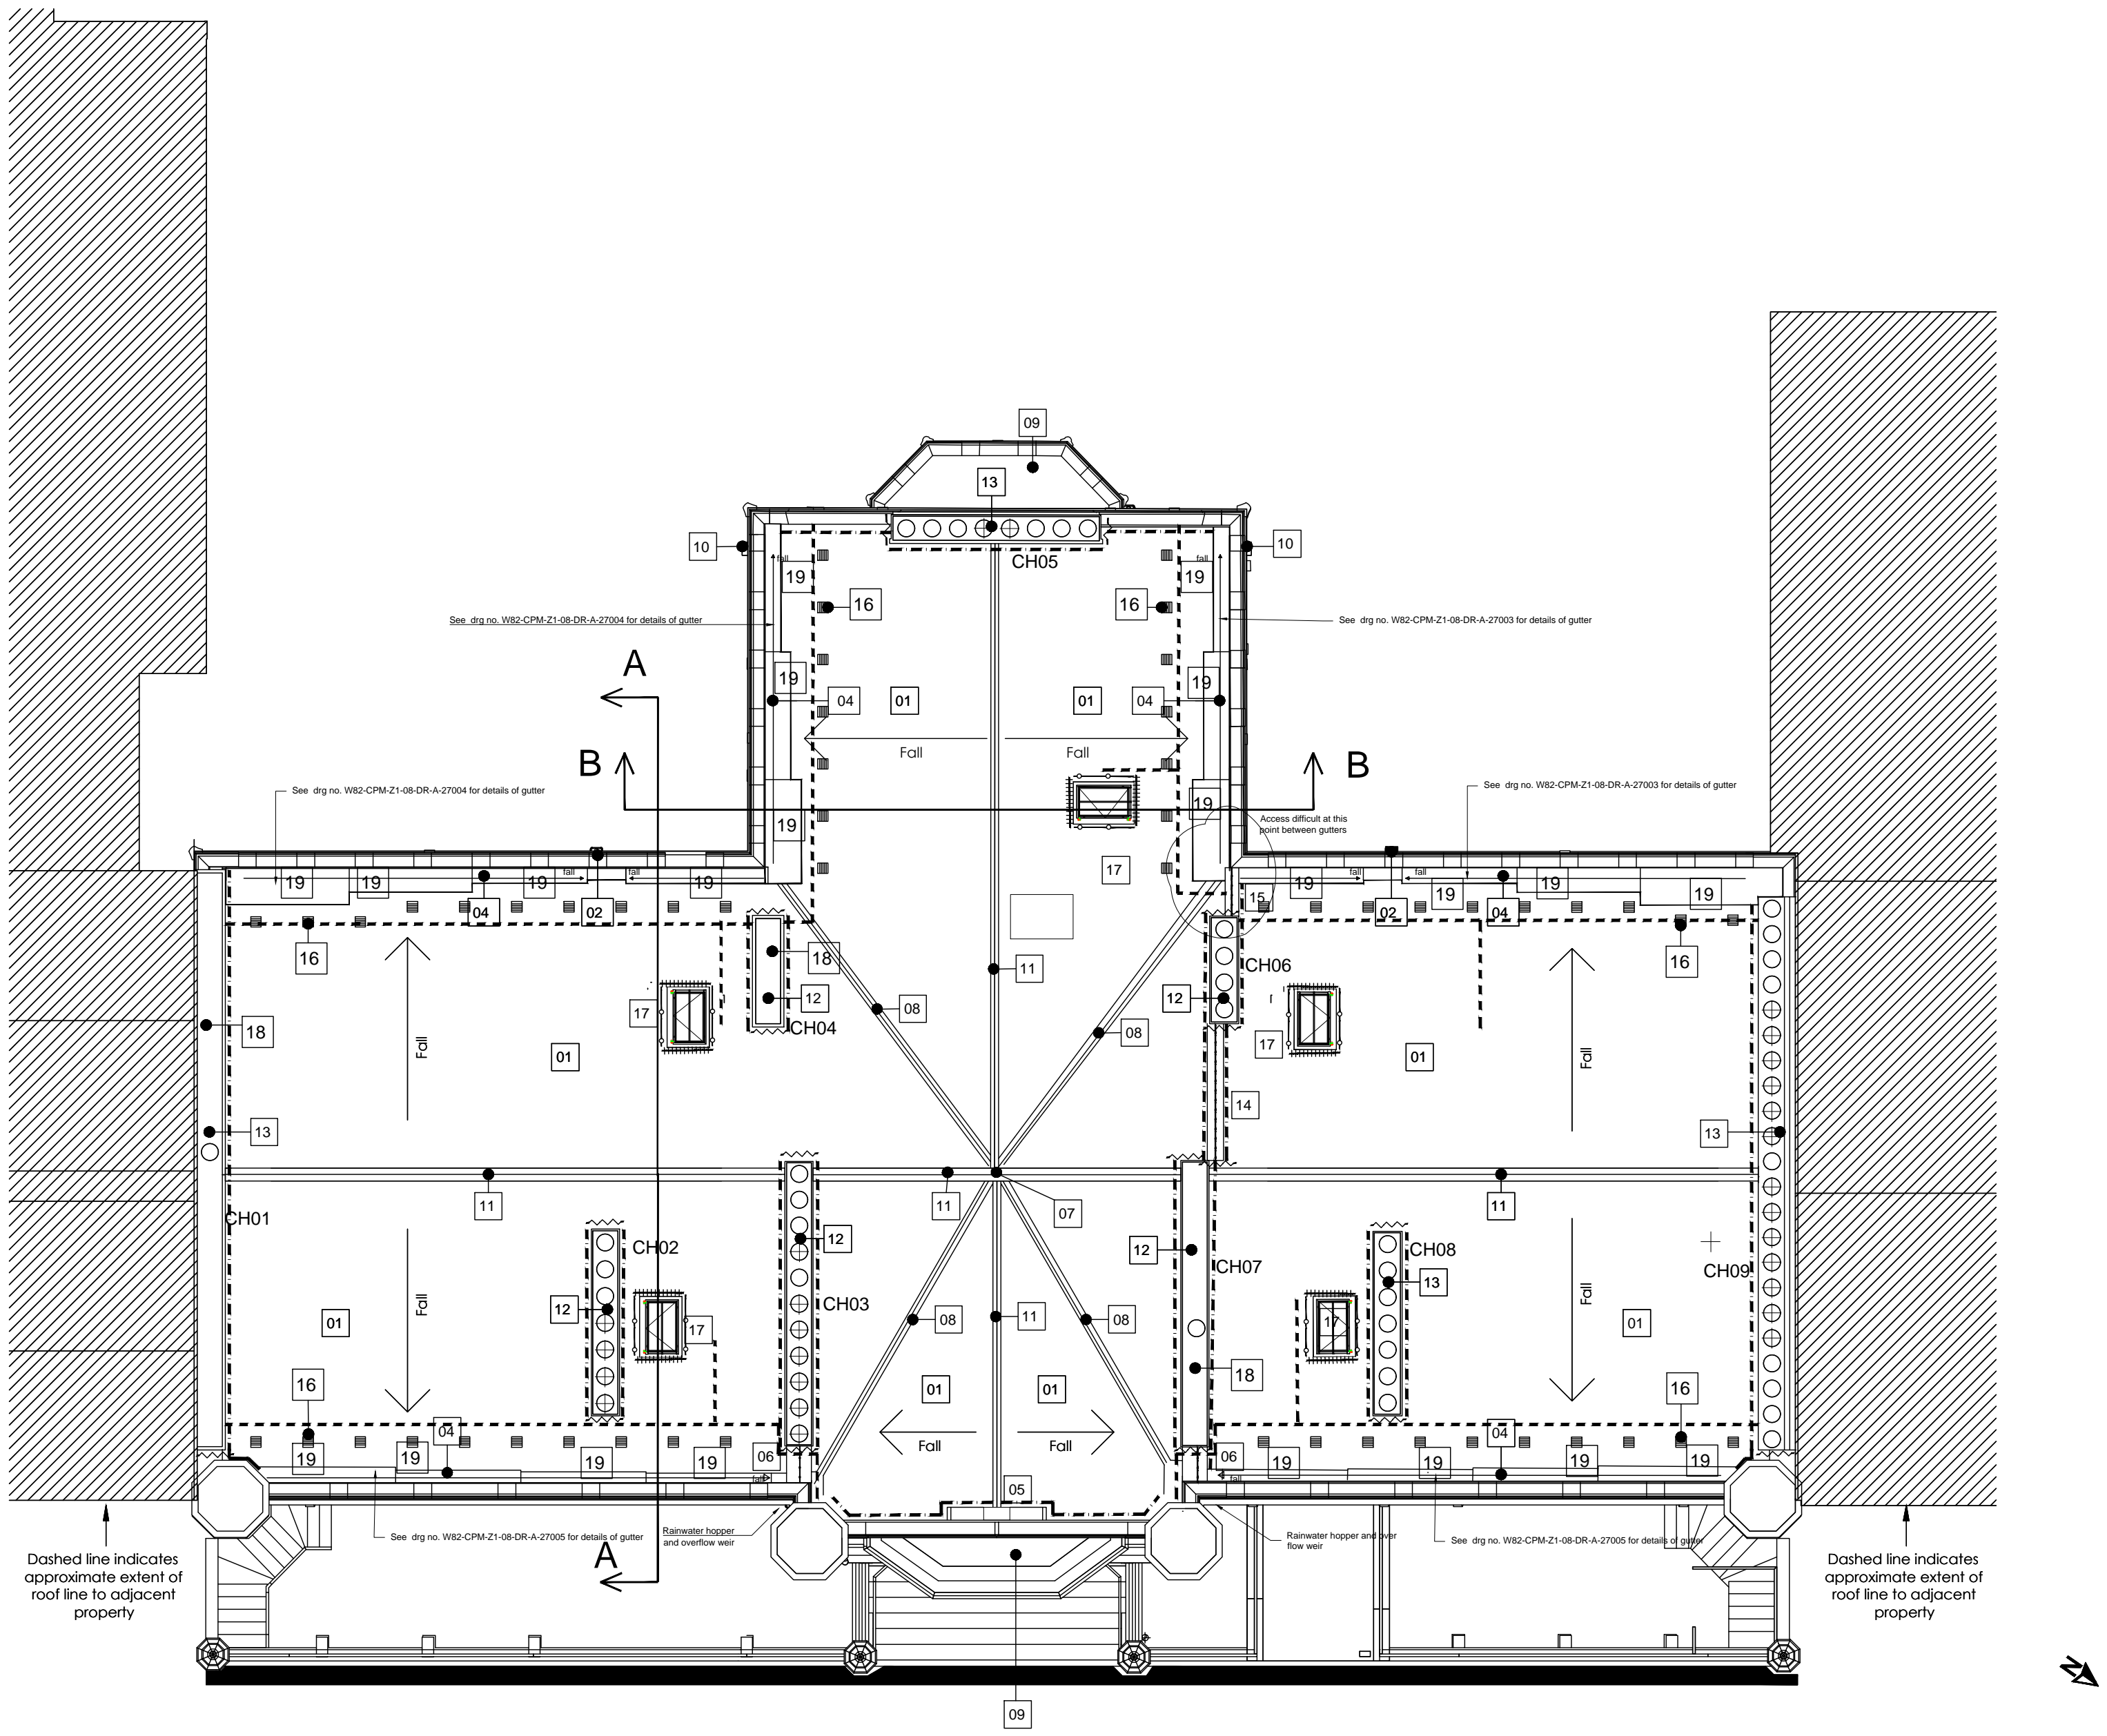 09
13
10
10
CH05
fall
fall
19
19
16
16
See drg no. W82-CPM-Z1-08-DR-A-27004 for details of gutter
See drg no. W82-CPM-Z1-08-DR-A-27003 for details of gutter
A
19
19
04
01
01
04
Fall
Fall
B
B
See drg no. W82-CPM-Z1-08-DR-A-27004 for details of gutter
See drg no. W82-CPM-Z1-08-DR-A-27003 for details of gutter
19
19
Access difficult at this
point between gutters
17
fall
fall
fall
fall
19
19
19
19
15
19
19
19
19
04
02
02
04
16
18
11
CH06
16
12
12
CH04
08
17
18
Fall
01
08
17
01
Fall
14
13
13
11
11
07
11
CH01
CH02
12
12
CH07
CH08
CH09
13
12
CH03
01
17
08
11
08
17
01
Fall
Fall
16
01
01
18
16
04
Fall
Fall
04
19
19
19
19
06
06
19
19
19
19
fall
fall
05
See drg no. W82-CPM-Z1-08-DR-A-27005 for details of gutter
Rainwater hopper
and overflow weir
Rainwater hopper and over
flow weir
See drg no. W82-CPM-Z1-08-DR-A-27005 for details of gutter
A
Dashed line indicates
approximate extent of
roof line to adjacent
property
Dashed line indicates
approximate extent of
roof line to adjacent
property
N
09